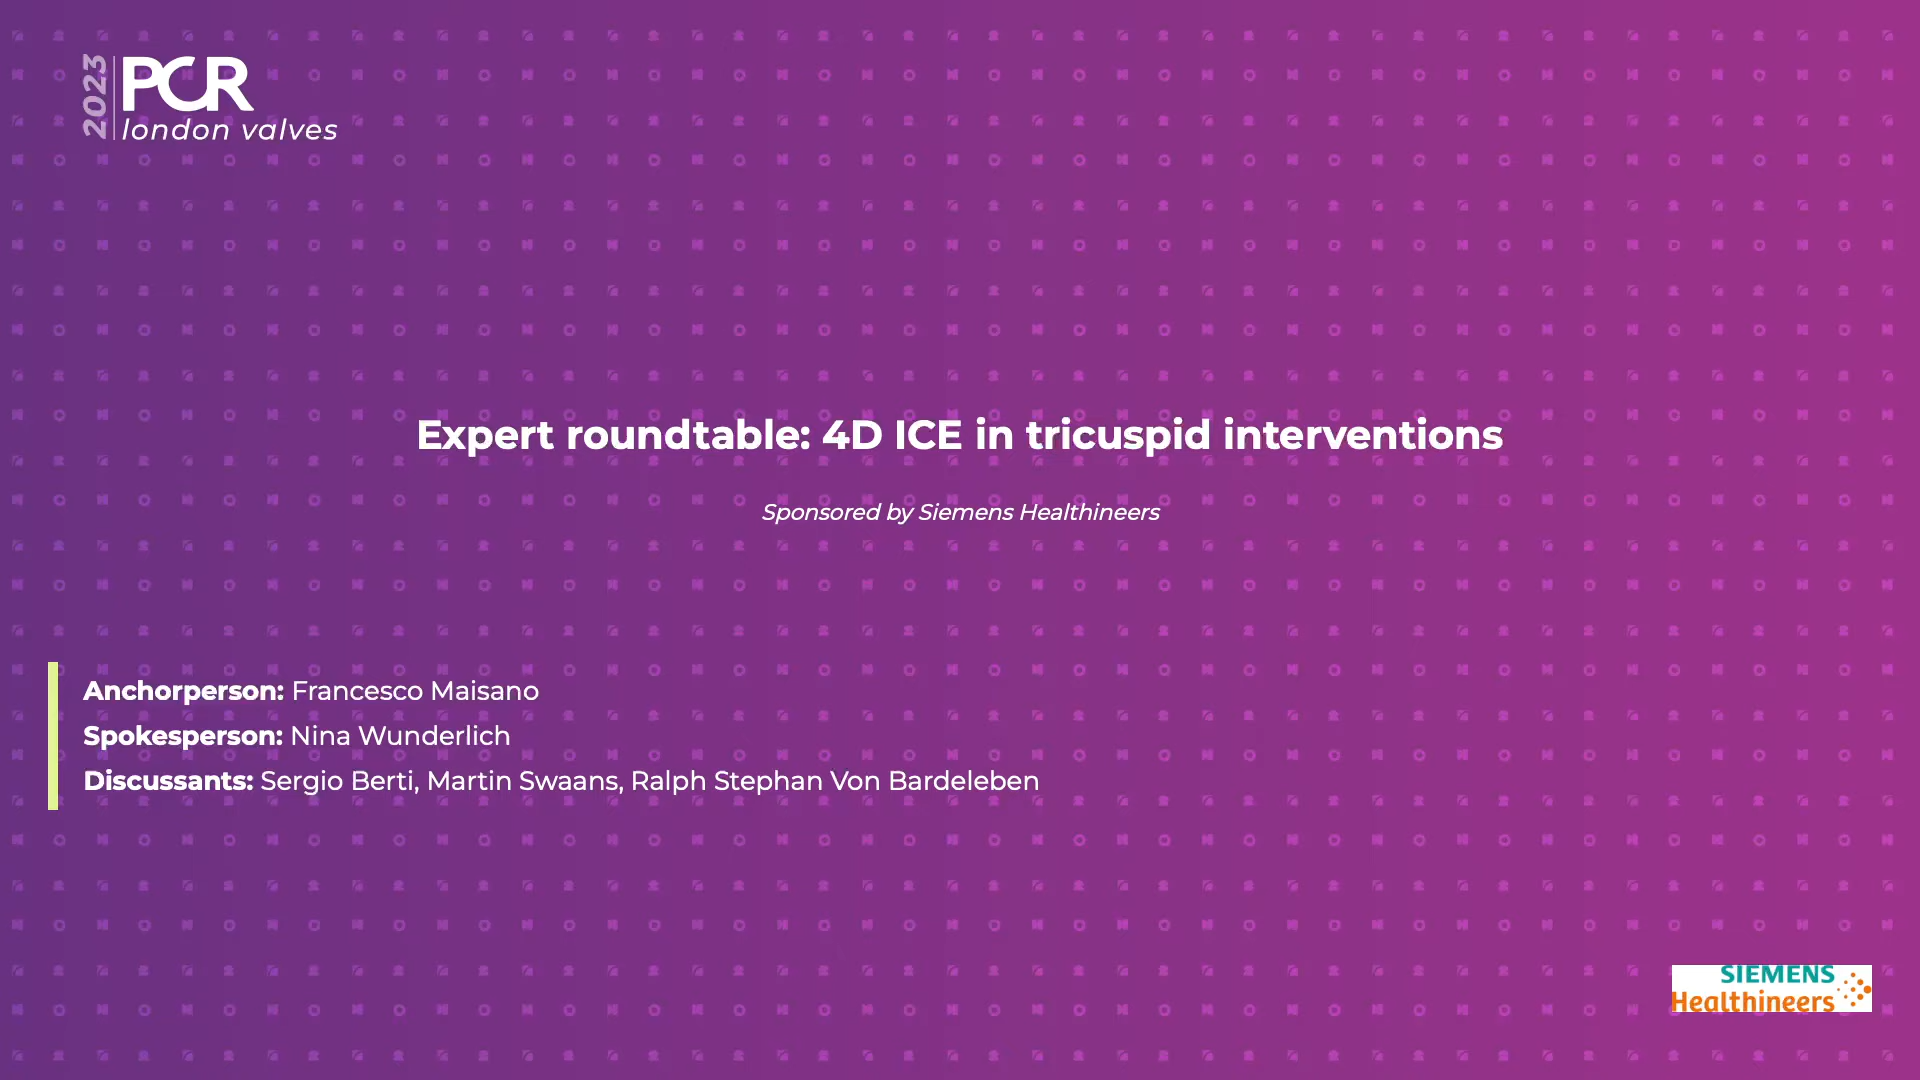 2023
PCR
london valves
Expert roundtable: 4D ICE in tricuspid interventions
Sponsored by Siemens Healthineers
Anchorperson: Francesco Maisano
Spokesperson: Nina Wunderlich
Discussants: Sergio Berti, Martin Swaans, Ralph Stephan Von Bardeleben
SIEMENS
Healthineers